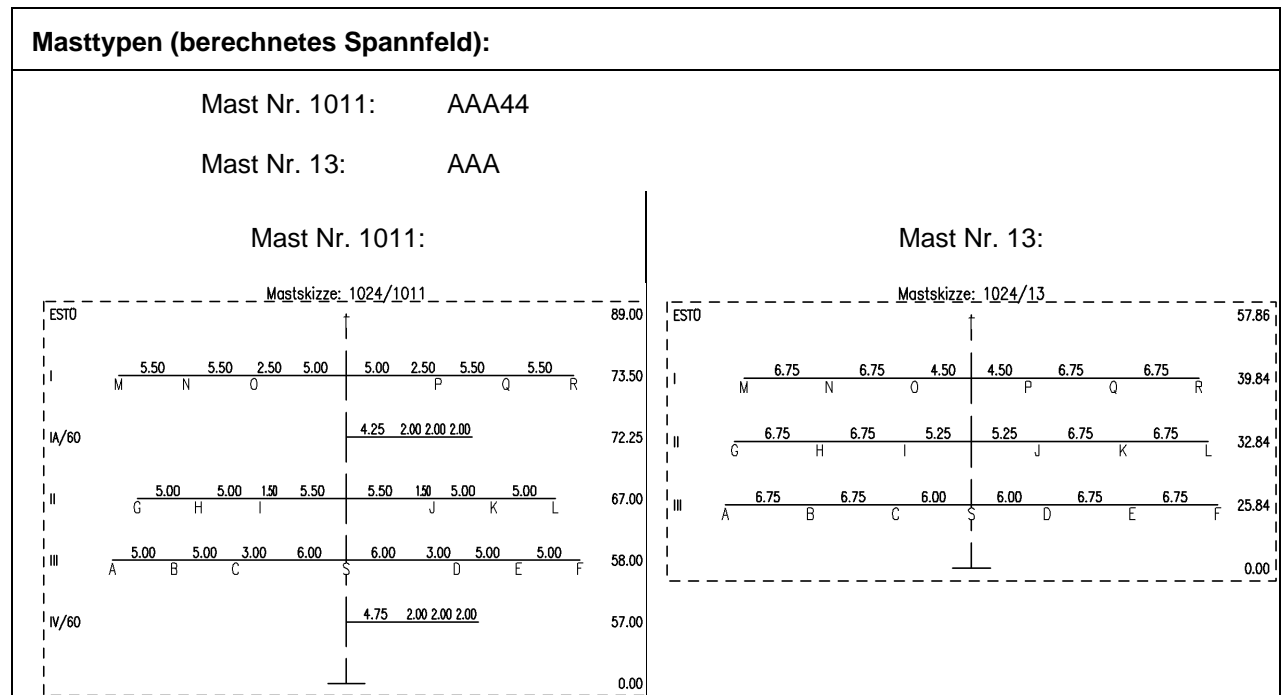 Masttypen (berechnetes Spannfeld):
Mast Nr. 1011: AAA44
Mast Nr. 13: AAA
Mast Nr. 1011:
Mastskizze: 1024/1011
ESTÜ 89.00
5.50 5.50 2.50 5.00 5.00 2.50 5.50 5.50
I 73.50
M N O P Q R
4.25 2.00 2.00 2.00
IA/60 72.25
5.00 5.00 1.50 5.50 5.50 1.50 5.00 5.00
II 67.00
G H I J K L
5.00 5.00 3.00 6.00 6.00 3.00 5.00 5.00
III 58.00
A B C S D E F
4.75 2.00 2.00 2.00
IV/60 57.00
0.00
Mast Nr. 13:
Mastskizze: 1024/13
ESTÜ 57.86
6.75 6.75 4.50 4.50 6.75 6.75
I 39.84
M N O P Q R
6.75 6.75 5.25 5.25 6.75 6.75
II 32.84
G H I J K L
6.75 6.75 6.00 6.00 6.75 6.75
III 25.84
A B C S D E F
0.00